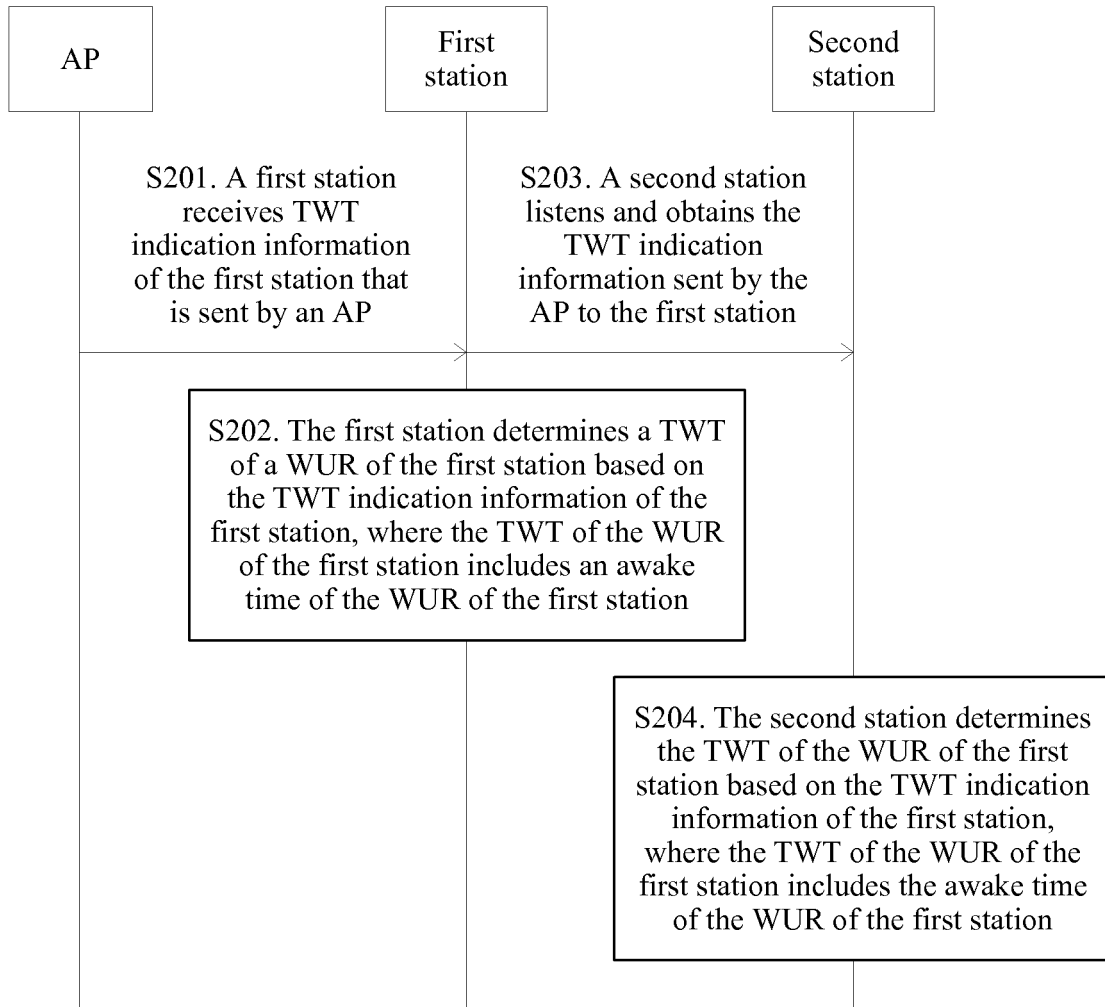 AP
First
station
Second
station
S201. A first station
receives TWT
indication information
of the first station that
is sent by an AP
S203. A second station
listens and obtains the
TWT indication
information sent by the
AP to the first station
S202. The first station determines a TWT
of a WUR of the first station based on
the TWT indication information of the
first station, where the TWT of the WUR
of the first station includes an awake
time of the WUR of the first station
S204. The second station determines
the TWT of the WUR of the first
station based on the TWT indication
information of the first station,
where the TWT of the WUR of the
first station includes the awake time
of the WUR of the first station